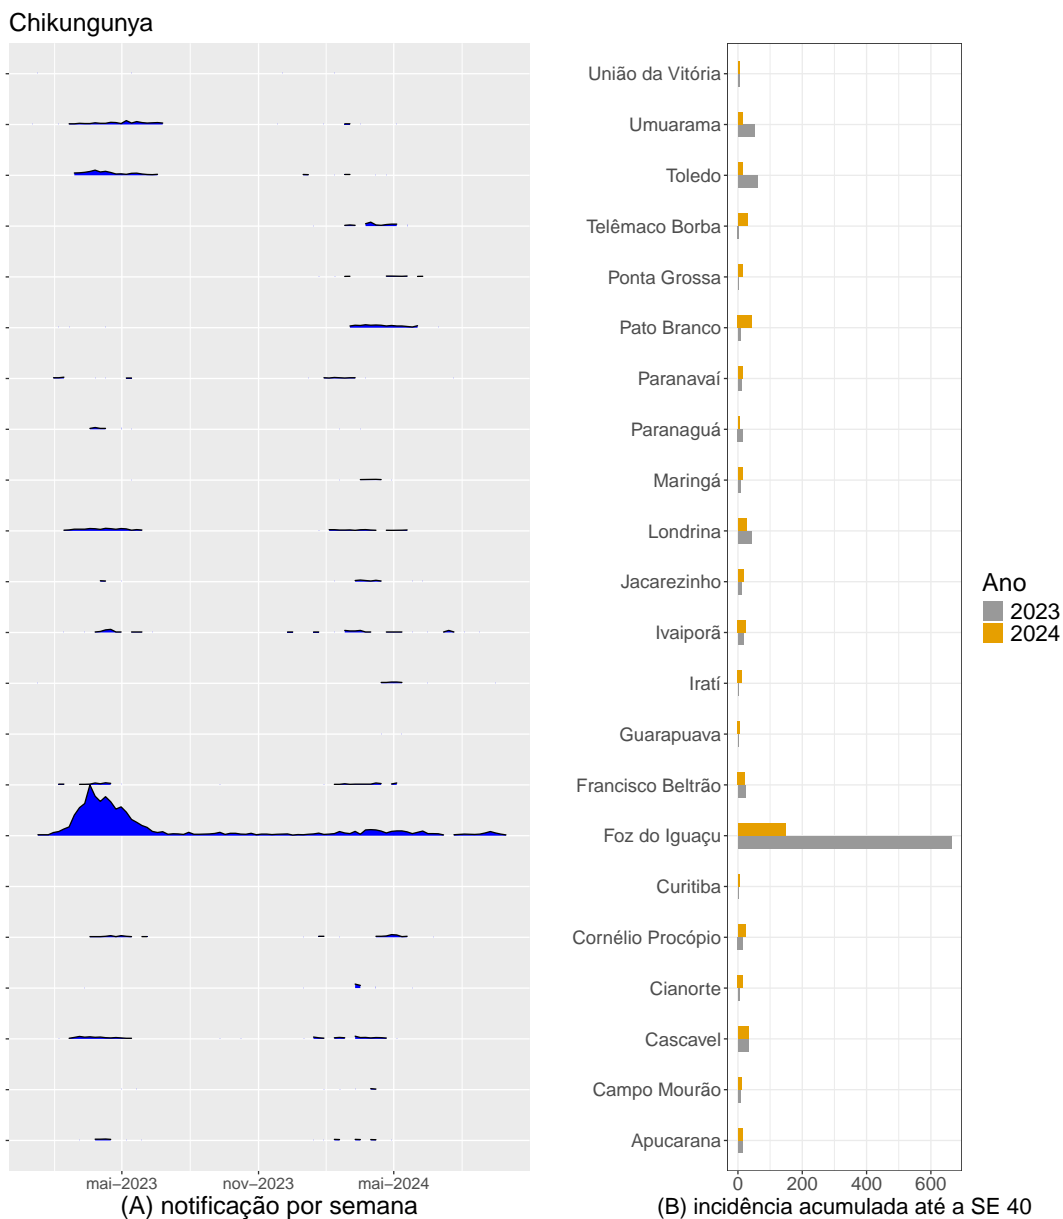 Chikungunya
União da Vitória
Umuarama
Toledo
Telêmaco Borba
Ponta Grossa
Pato Branco
Paranavaí
Paranaguá
Maringá
Londrina
Jacarezinho
Ivaiporã
Iratí
Guarapuava
Francisco Beltrão
Foz do Iguaçu
Curitiba
Cornélio Procópio
Cianorte
Cascavel
Campo Mourão
Apucarana
Ano
2023
2024
mai−2023 nov−2023 mai−2024
0 200 400 600
(A) notificação por semana
(B) incidência acumulada até a SE 40